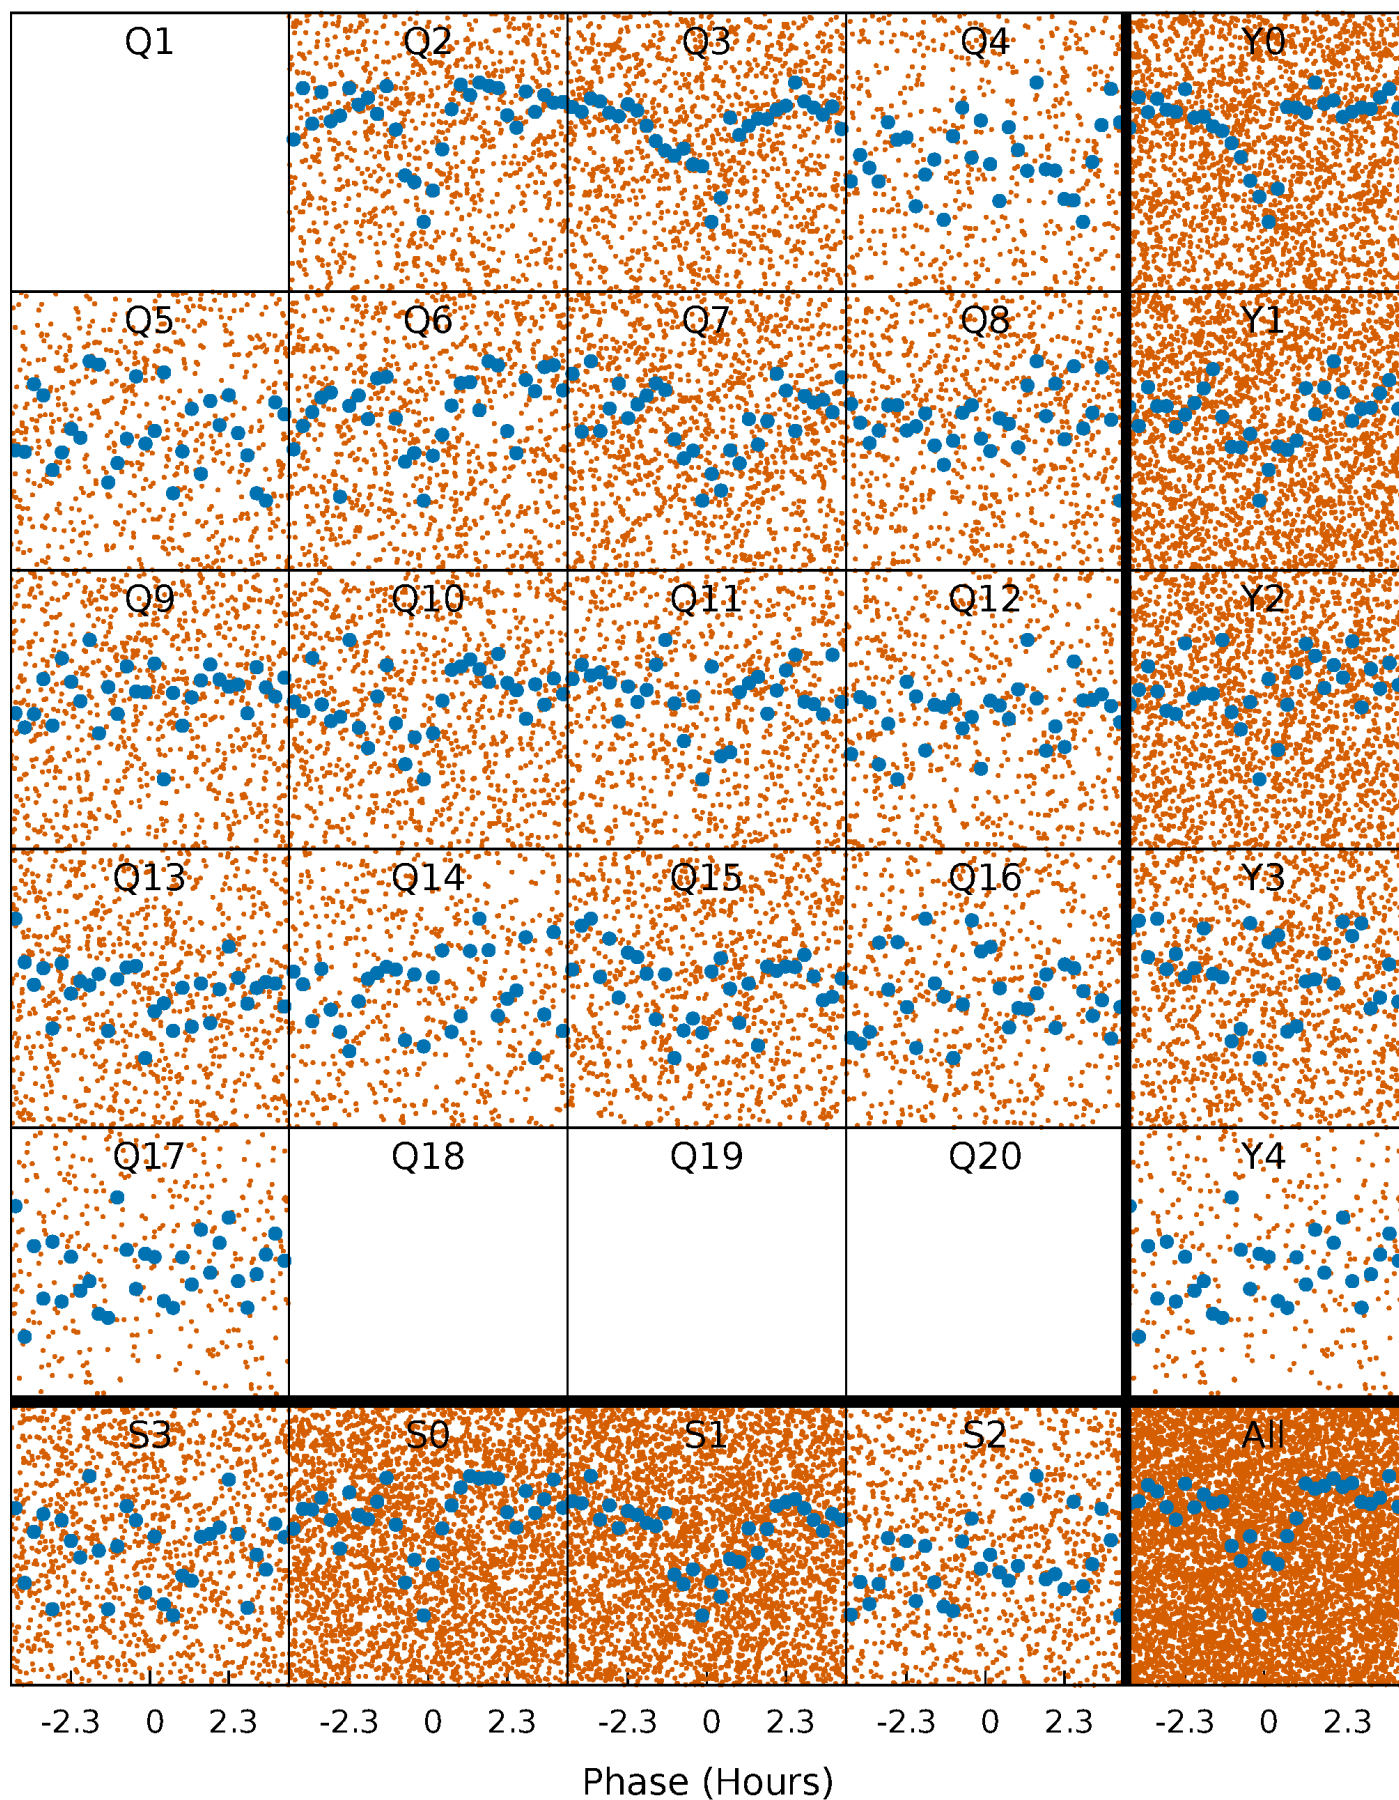 Q1 Q2 Q3 Q4 Y0
Q5 Q6 Q7 Q8 Y1
Q9 Q10 Q11 Q12 Y2
Q13 Q14 Q15 Q16 Y3
Q17 Q18 Q19 Q20 Y4
S3 S0 S1 S2 All
-2.3 0 2.3 -2.3 0 2.3 -2.3 0 2.3 -2.3 0 2.3 -2.3 0 2.3
Phase (Hours)